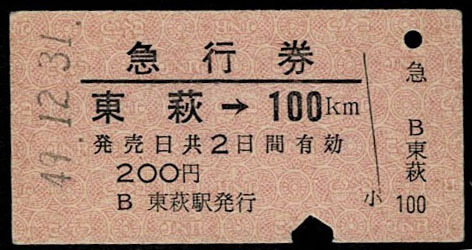 49.12.31.
急行券
東萩→100km
発売日共2日間有効
200円
B 東萩駅発行
急
B東萩
小 100